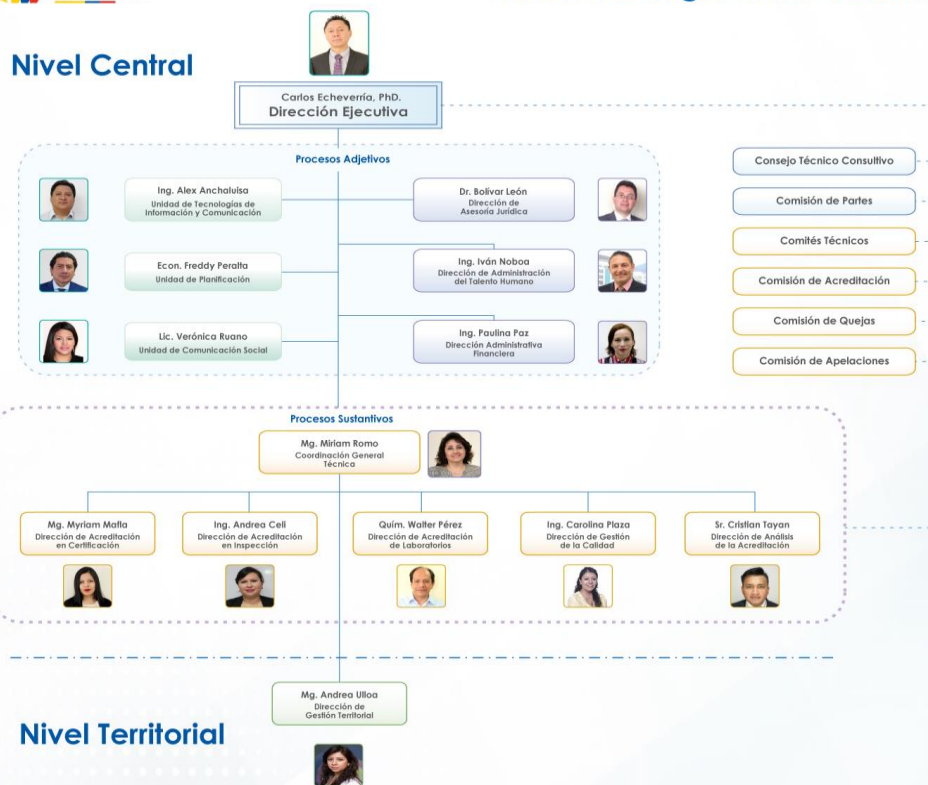 Nivel Central
Carlos Echeverría, PhD.
Dirección Ejecutiva
Procesos Adjetivos
Ing. Alex Anchaluisa
Unidad de Tecnologías de
Información y Comunicación
Dr. Bolívar León
Dirección de
Asesoría Jurídica
Econ. Freddy Peralta
Unidad de Planificación
Ing. Iván Noboa
Dirección de Administración
del Talento Humano
Lic. Verónica Ruano
Unidad de Comunicación Social
Ing. Paulina Paz
Dirección Administrativa
Financiera
Consejo Técnico Consultivo
Comisión de Partes
Comités Técnicos
Comisión de Acreditación
Comisión de Quejas
Comisión de Apelaciones
Procesos Sustantivos
Mg. Miriam Romo
Coordinación General
Técnica
Mg. Myriam Mafla
Dirección de Acreditación
en Certificación
Ing. Andrea Celi
Dirección de Acreditación
en Inspección
Quím. Walter Pérez
Dirección de Acreditación
de Laboratorios
Ing. Carolina Plaza
Dirección de Gestión
de la Calidad
Sr. Cristian Tayan
Dirección de Análisis
de la Acreditación
Mg. Andrea Ulloa
Dirección de
Gestión Territorial
Nivel Territorial